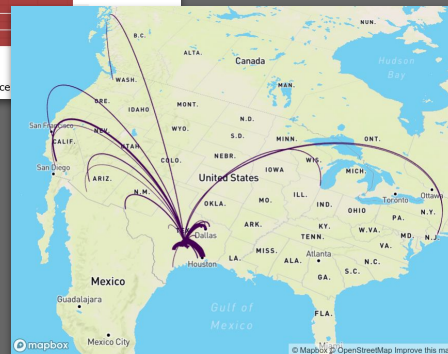 NUN.
B.C.
ALTA.
Canada
Hudson
Bay
MAN.
WASH.
ce
ONT.
ORE.
MONT.
N.D.
MINN.
IDAHO
San Francisco
NEV.
WYO.
S.D.
WIS.
MICH.
Ottawa
CALIF.
UTAH
NEBR.
IOWA
Toronto
N.Y.
COLO.
United States
ILL.
IND.
OHIO
PA.
San Diego
ARIZ.
N.M.
OKLA.
MO.
KY.
W.VA.
MD.
N.J.
TENN.
VA.
ARK.
Dallas
N.C.
Atlanta
MISS.
ALA.
S.C.
Houston
LA.
GA.
Mexico
FLA.
Gulf of
Mexico
Guadalajara
Mexico City
mapbox
© Mapbox © OpenStreetMap Improve this ma